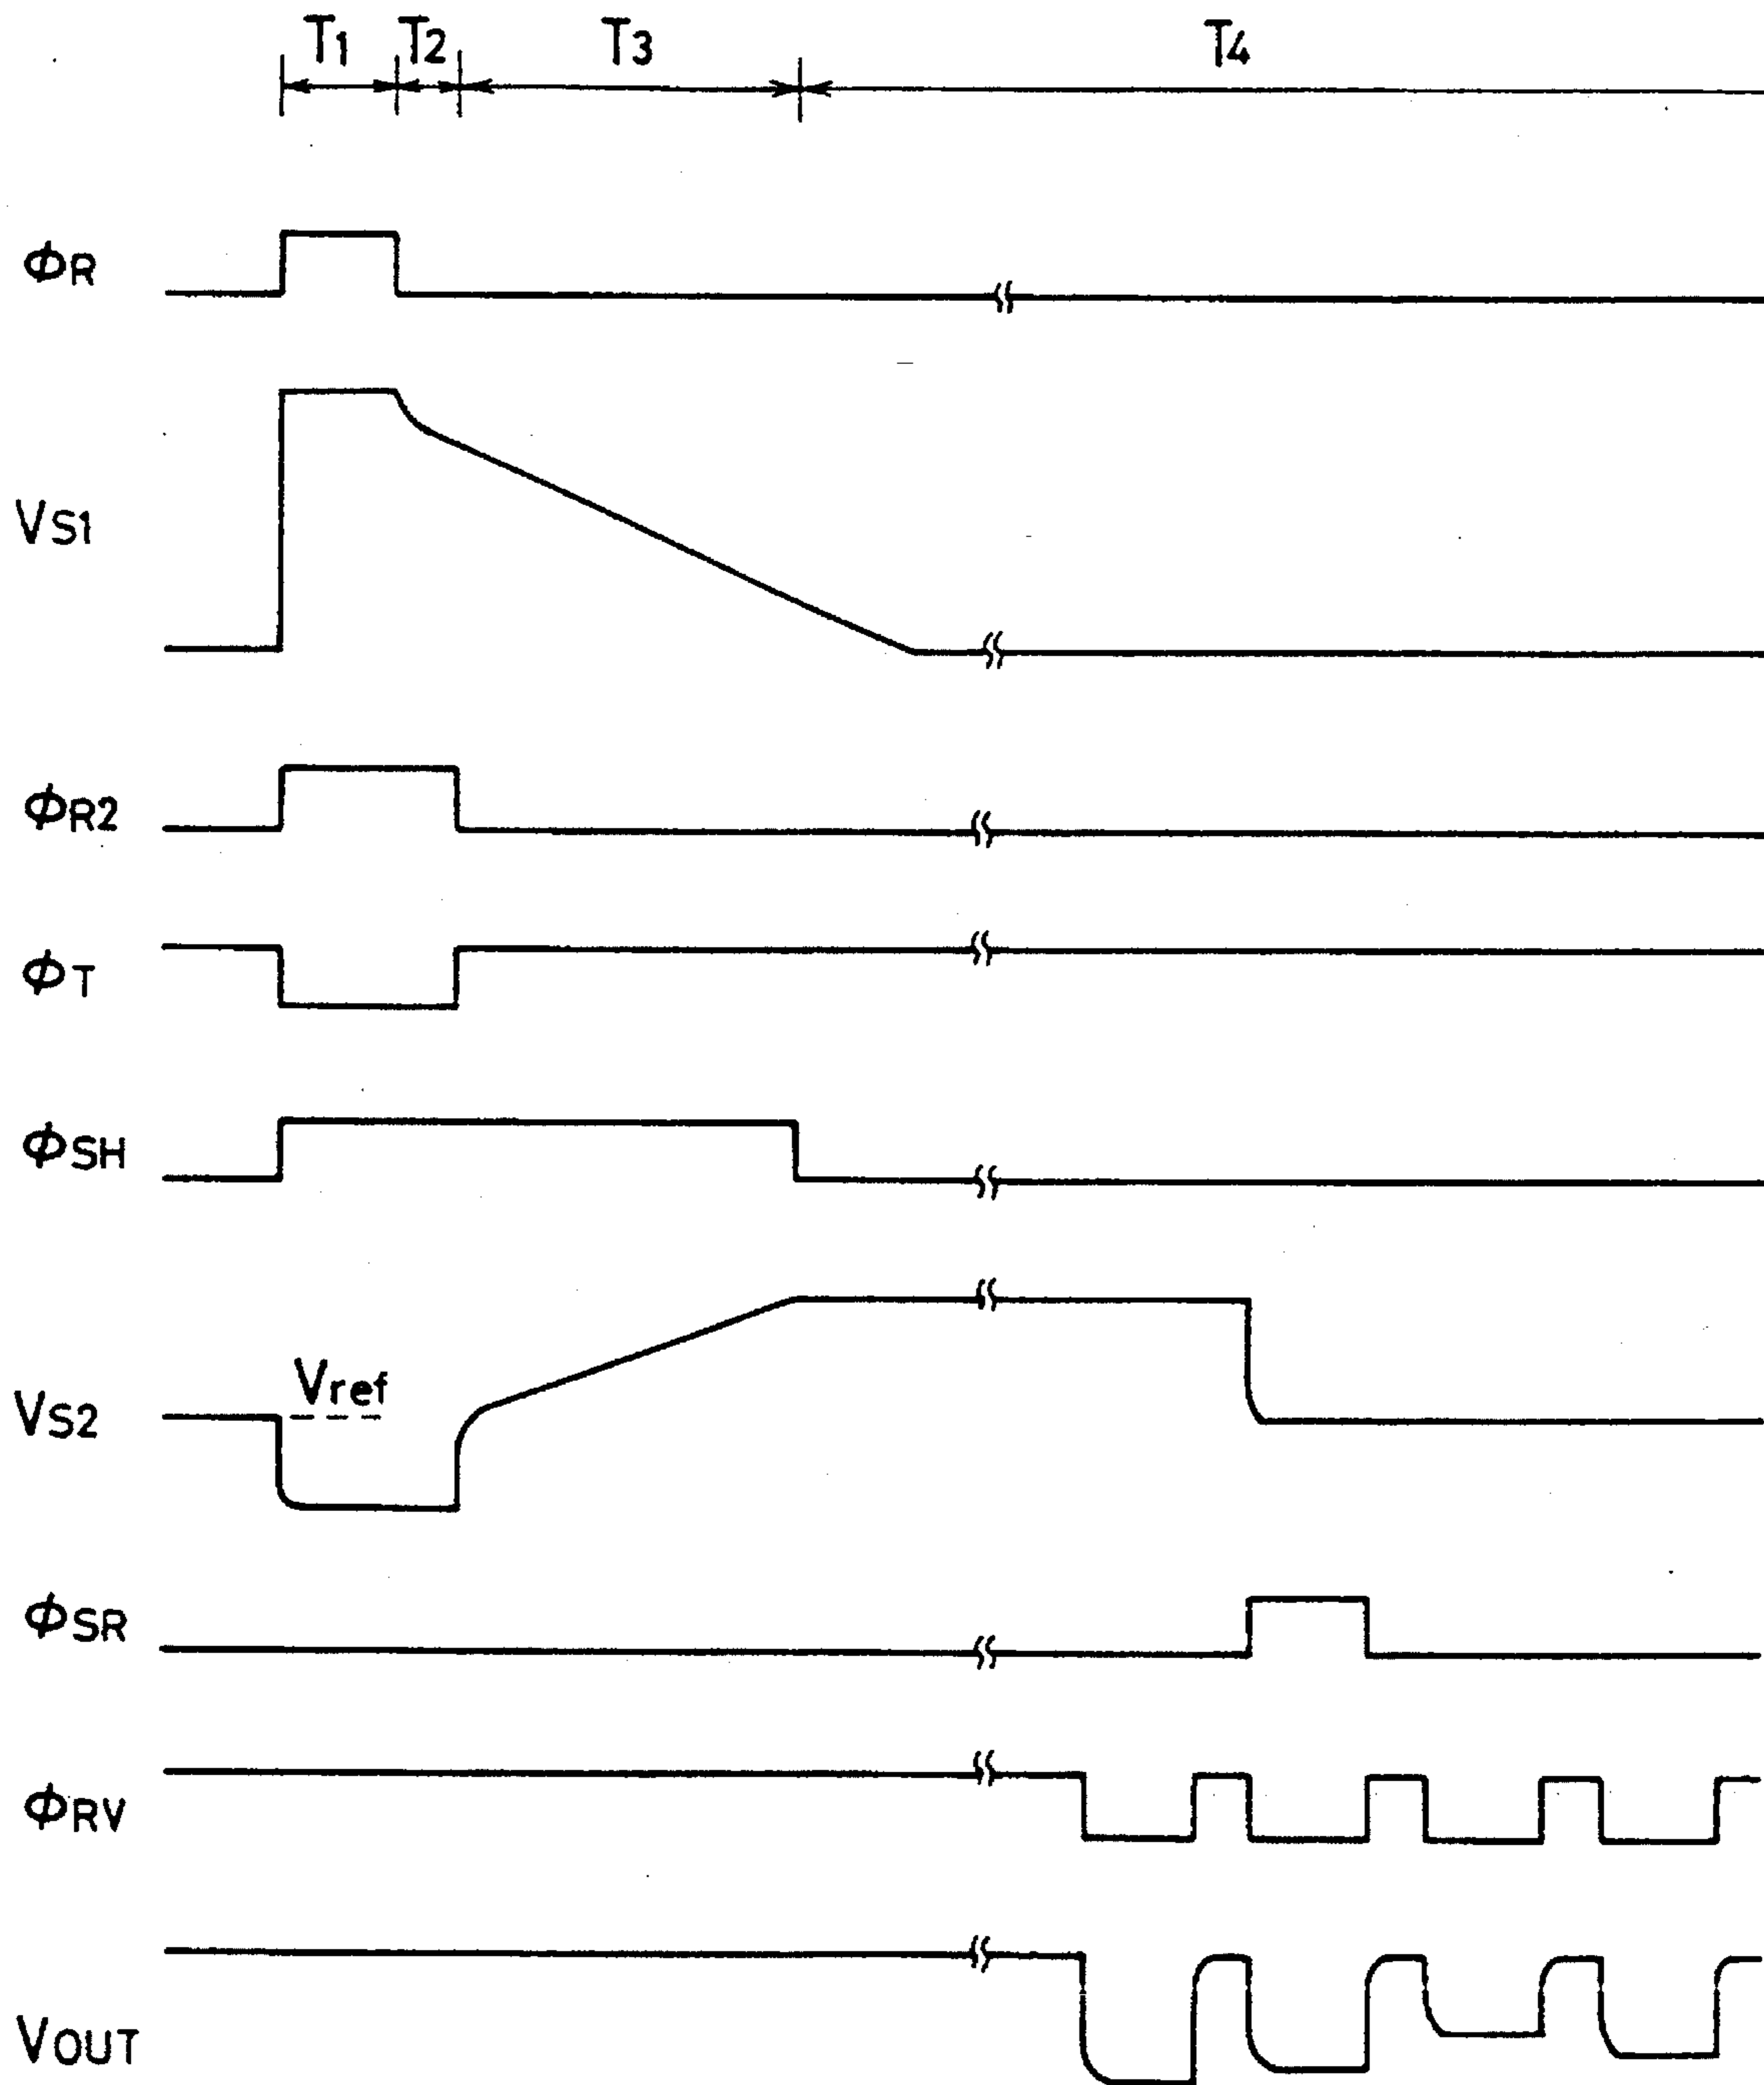 T1 T2 T3 T4
ΦR
VS1
ΦR2
ΦT
ΦSH
Vref
VS2
ΦSR
ΦRV
VOUT